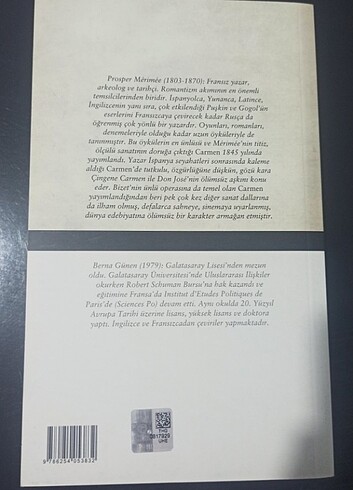 Prosper Mérimée (1803-1870): Fransız yazar,
arkeolog ve tarihçi. Romantizm akımının en önemli
temsilcilerinden biridir. İspanyolca, Yunanca, Latince,
İngilizcenin yanı sıra, çok etkilendiği Puşkin ve Gogol'ün
eserlerini Fransızcaya çevirecek kadar Rusça da
öğrenmiş çok yönlü bir yazardır. Oyunları, romanları,
denemeleriyle olduğu kadar uzun öyküleriyle de
tanınmıştır. Bu öykülerin en ünlüsü ve Mérimée'nin titiz,
ölçülü sanatının doruğa çıktığı Carmen 1845 yılında
yayımlandı. Yazar İspanya seyahatleri sonrasında kaleme
aldığı Carmen'de tutkulu, özgürlüğüne düşkün, gözü kara
Çingene Carmen ile Don José'nin ölümsüz aşkını konu
eder. Bizet'nin ünlü operasına da temel olan Carmen
yayımlandığından beri pek çok kez diğer sanat dallarına
da ilham olmuş, defalarca sahneye, sinemaya uyarlanmış,
dünya edebiyatına ölümsüz bir karakter armağan etmiştir.
Berna Günen (1979): Galatasaray Lisesi'nden mezun
oldu. Galatasaray Üniversitesi'nde Uluslararası İlişkiler
okurken Robert Schuman Bursu'na hak kazandı ve
eğitimine Fransa'da Institut d'Etudes Politiques de
Paris'de (Sciences Po) devam etti. Aynı okulda 20. Yüzyıl
Avrupa Tarihi üzerine lisans, yüksek lisans ve doktora
yaptı. İngilizce ve Fransızcadan çeviriler yapmaktadır.
9 786254 053832